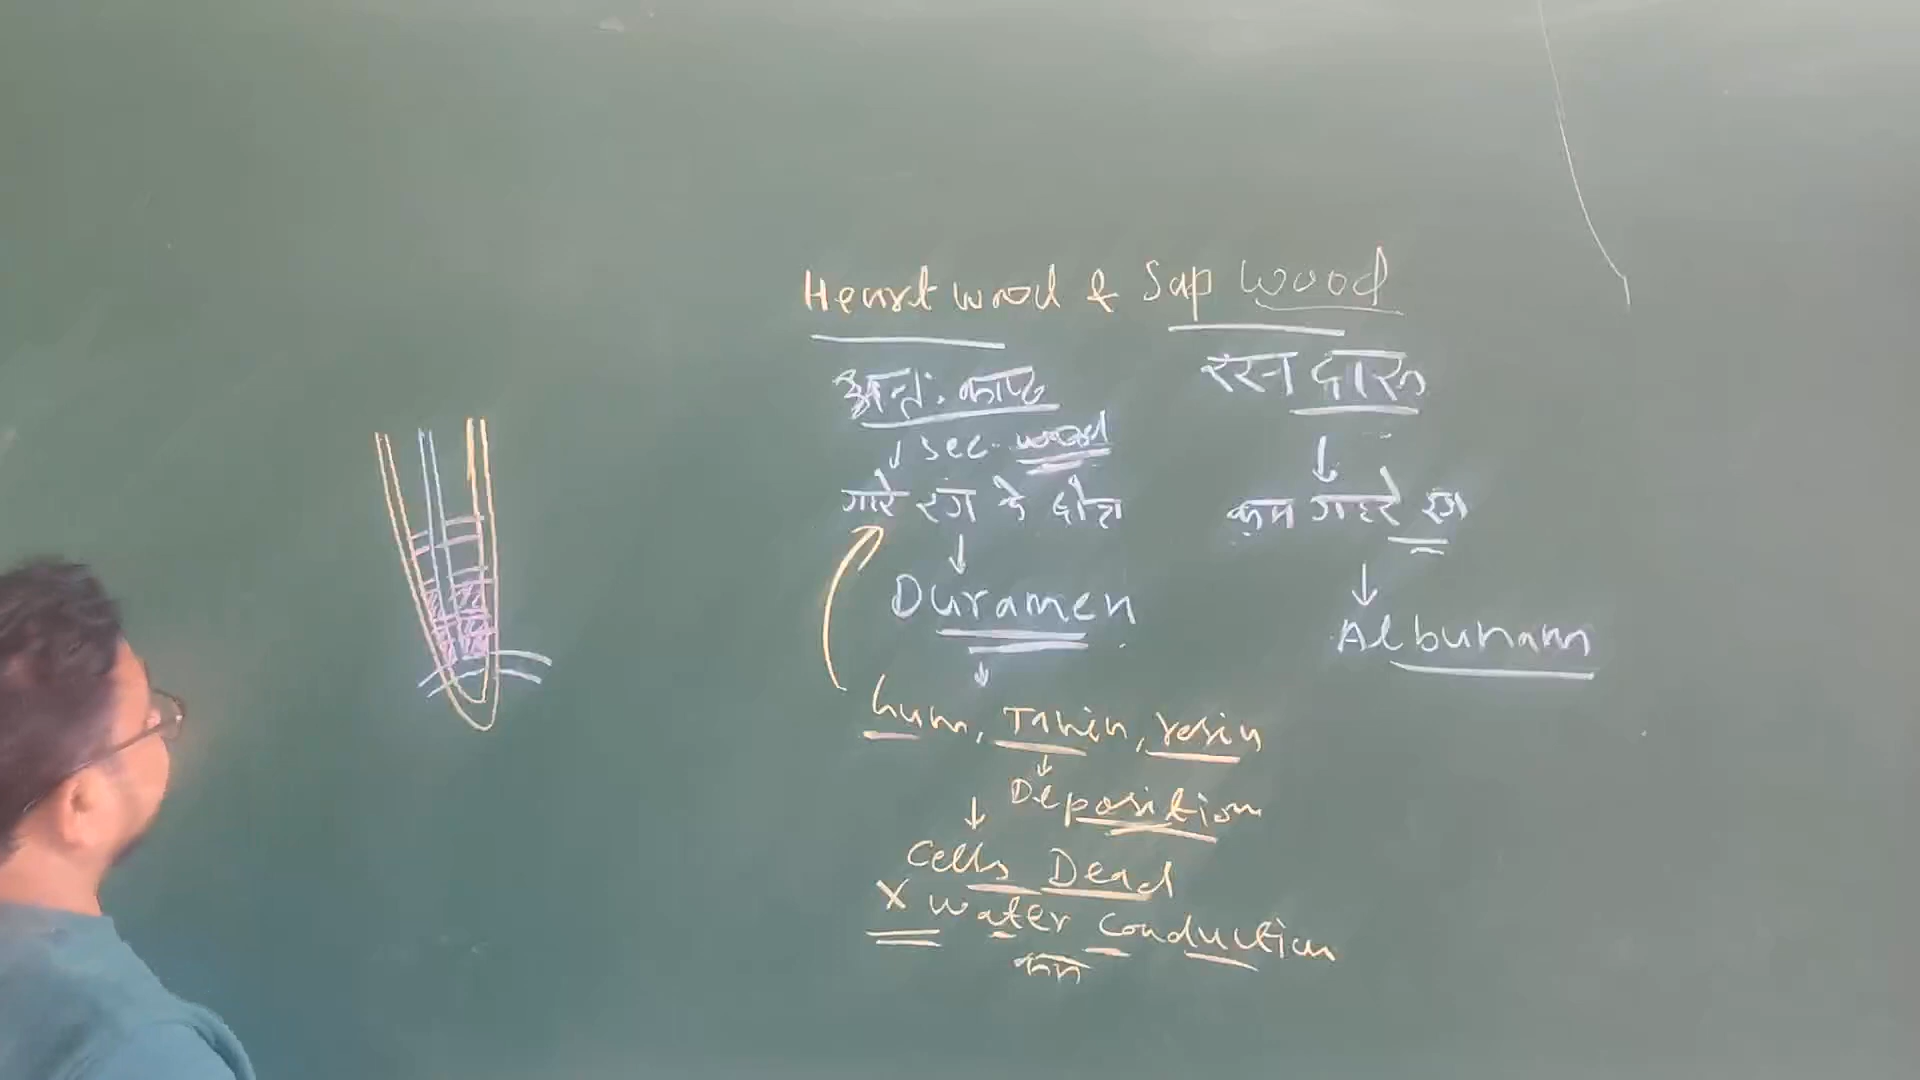 Heart wood & Sap wood
अन्त: काष्ठ
रस दारु
↓ Sec. wood
↓
गहरे रंग के क्षेत्र
कम गहरे रंग
↓
↓
Duramen
Albunam
↓
Gum, Tanin, resin
↓
Deposition
↓
Cells Dead
X water conduction
कम